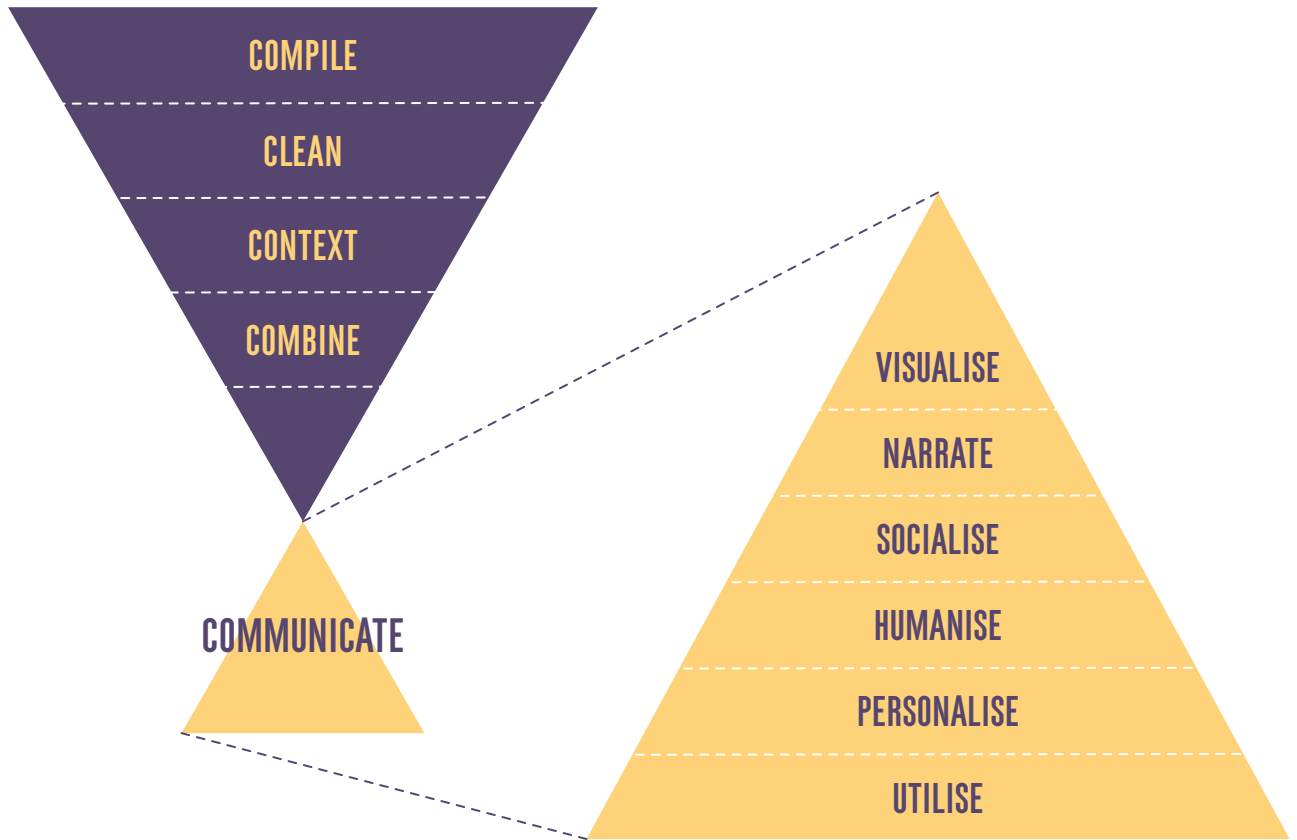 COMPILE
CLEAN
CONTEXT
COMBINE
COMMUNICATE
VISUALISE
NARRATE
SOCIALISE
HUMANISE
PERSONALISE
UTILISE